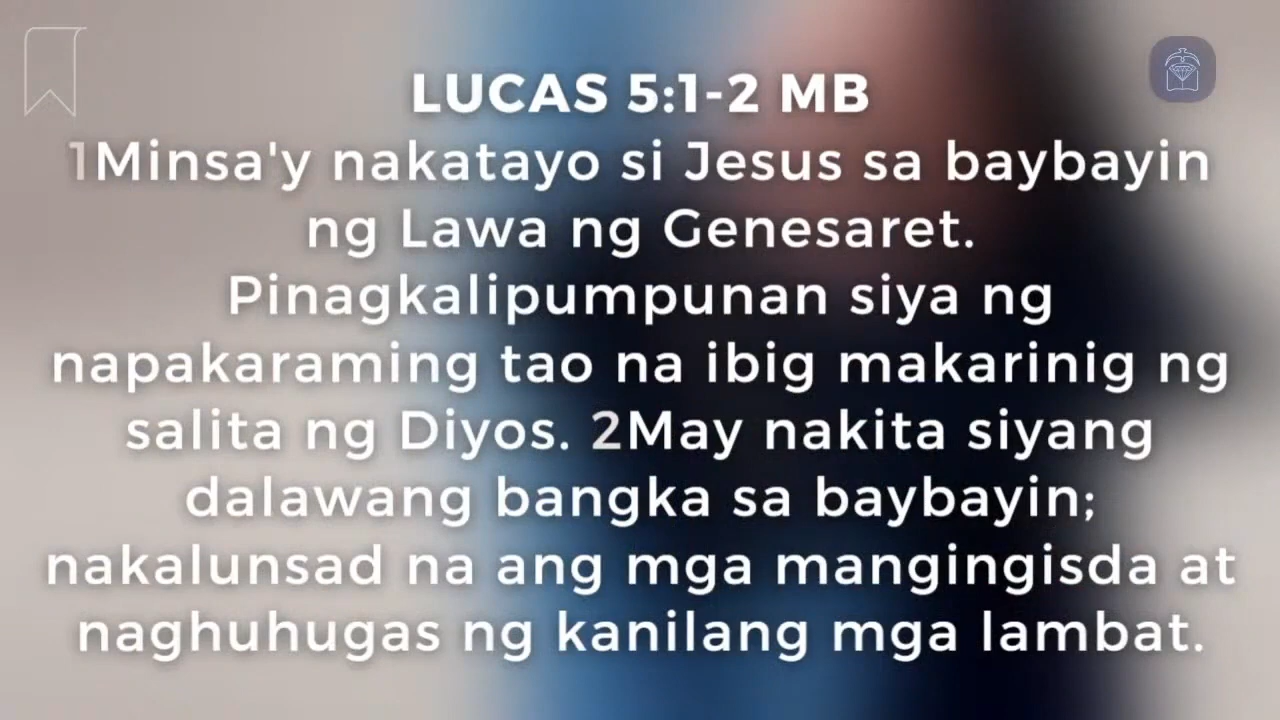 LUCAS 5:1-2 MB
1Minsa'y nakatayo si Jesus sa baybayin
ng Lawa ng Genesaret.
Pinagkalipumpunan siya ng
napakaraming tao na ibig makarinig ng
salita ng Diyos. 2May nakita siyang
dalawang bangka sa baybayin;
nakalunsad na ang mga mangingisda at
naghuhugas ng kanilang mga lambat.